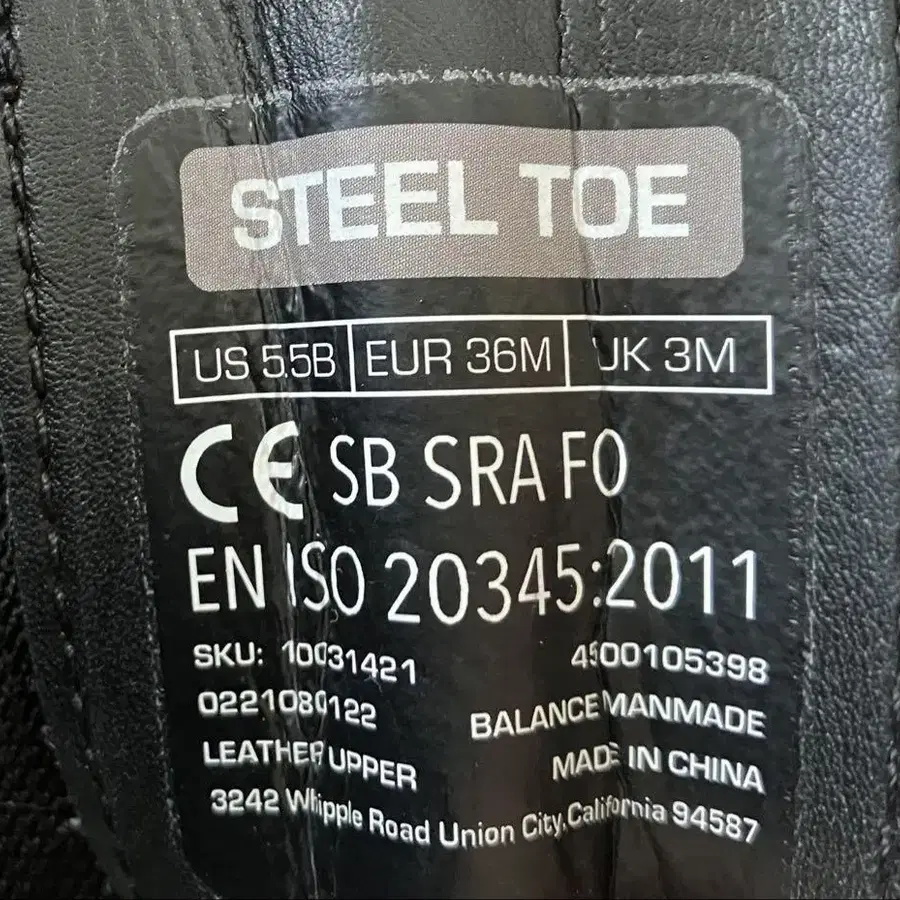 STEEL TOE
US 5.5B EUR 36M UK 3M
CE SB SRA FO
EN ISO 20345:2011
SKU: 10031421 4500105398
0221080122 BALANCE MANMADE
LEATHER UPPER MADE IN CHINA
3242 Whipple Road Union City,California 94587